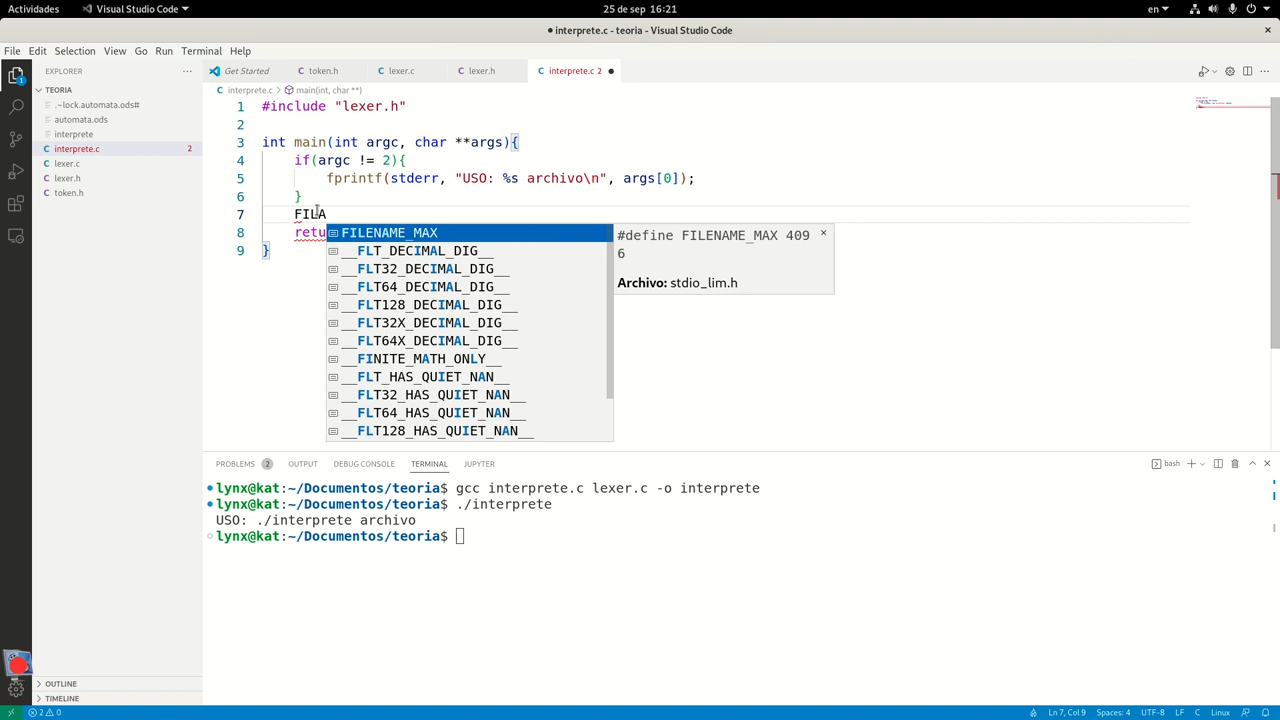 Actividades
Visual Studio Code
25 de sep 16:21
en
interprete.c - teoria - Visual Studio Code
File Edit Selection View Go Run Terminal Help
EXPLORER
Get Started
token.h
lexer.c
lexer.h
interprete.c 2
TEORIA
.~lock.automata.ods#
automata.ods
interprete
interprete.c 2
lexer.c
lexer.h
token.h
interprete.c > main(int, char **)
1 #include "lexer.h"
2
3 int main(int argc, char **args){
4 if(argc != 2){
5 fprintf(stderr, "USO: %s archivo\n", args[0]);
6 }
7 FILA
8 retu
9 }
FILENAME_MAX
__FLT_DECIMAL_DIG__
__FLT32_DECIMAL_DIG__
__FLT64_DECIMAL_DIG__
__FLT128_DECIMAL_DIG__
__FLT32X_DECIMAL_DIG__
__FLT64X_DECIMAL_DIG__
__FINITE_MATH_ONLY__
__FLT_HAS_QUIET_NAN__
__FLT32_HAS_QUIET_NAN__
__FLT64_HAS_QUIET_NAN__
__FLT128_HAS_QUIET_NAN__
#define FILENAME_MAX 409
6
Archivo: stdio_lim.h
PROBLEMS 2 OUTPUT DEBUG CONSOLE TERMINAL JUPYTER
bash
lynx@kat:~/Documentos/teoria$ gcc interprete.c lexer.c -o interprete
lynx@kat:~/Documentos/teoria$ ./interprete
USO: ./interprete archivo
lynx@kat:~/Documentos/teoria$
OUTLINE
TIMELINE
1
2 0
Ln 7, Col 9 Spaces: 4 UTF-8 LF C Linux